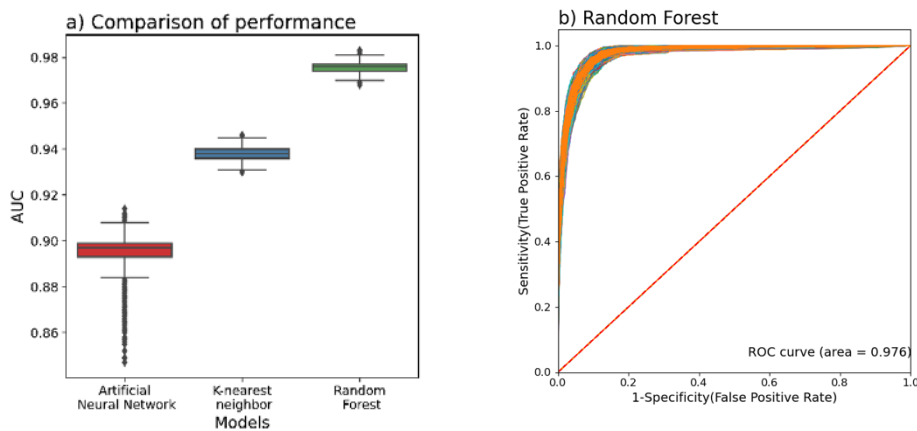 a) Comparison of performance
AUC
0.98
0.96
0.94
0.92
0.90
0.88
0.86
Artificial
Neural Network
K-nearest
neighbor
Random
Forest
Models
b) Random Forest
Sensitivity(True Positive Rate)
1.0
0.8
0.6
0.4
0.2
0.0
ROC curve (area = 0.976)
0.0 0.2 0.4 0.6 0.8 1.0
1-Specificity(False Positive Rate)